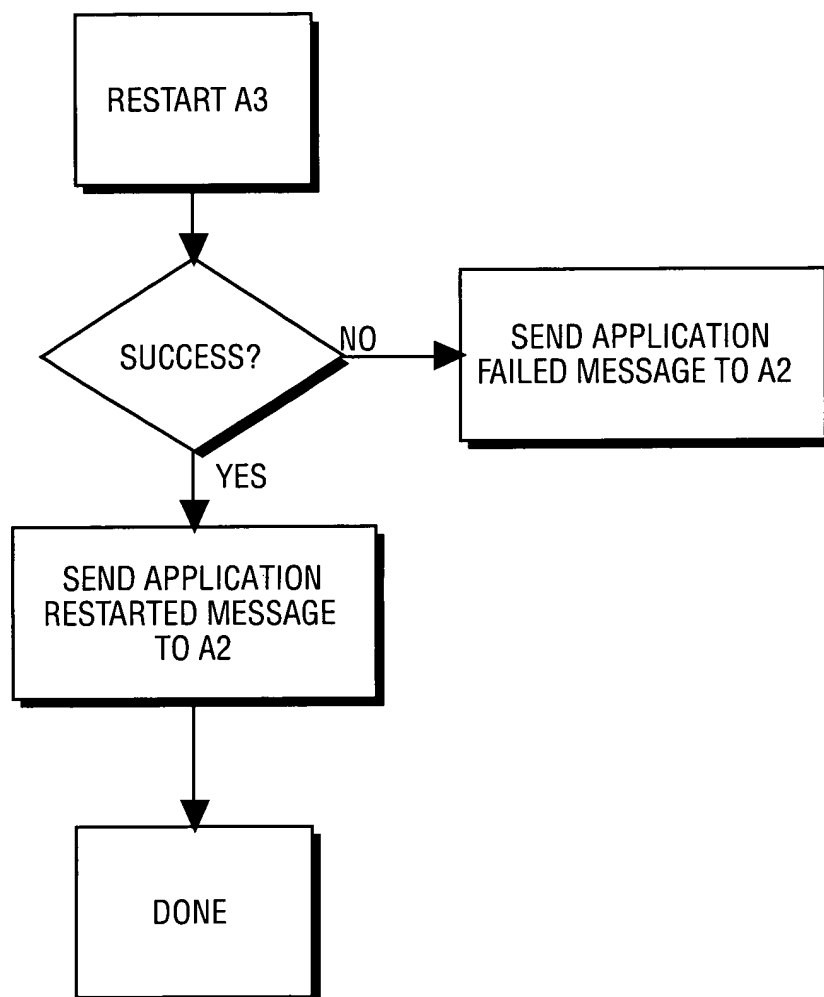 RESTART A3
SUCCESS?
NO
SEND APPLICATION
FAILED MESSAGE TO A2
YES
SEND APPLICATION
RESTARTED MESSAGE
TO A2
DONE